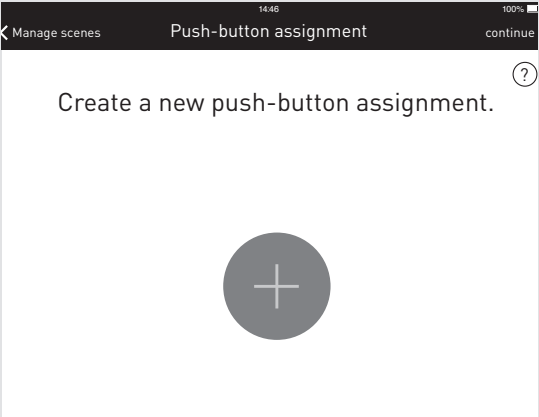 14:46
100%
Manage scenes
Push-button assignment
continue
?
Create a new push-button assignment.